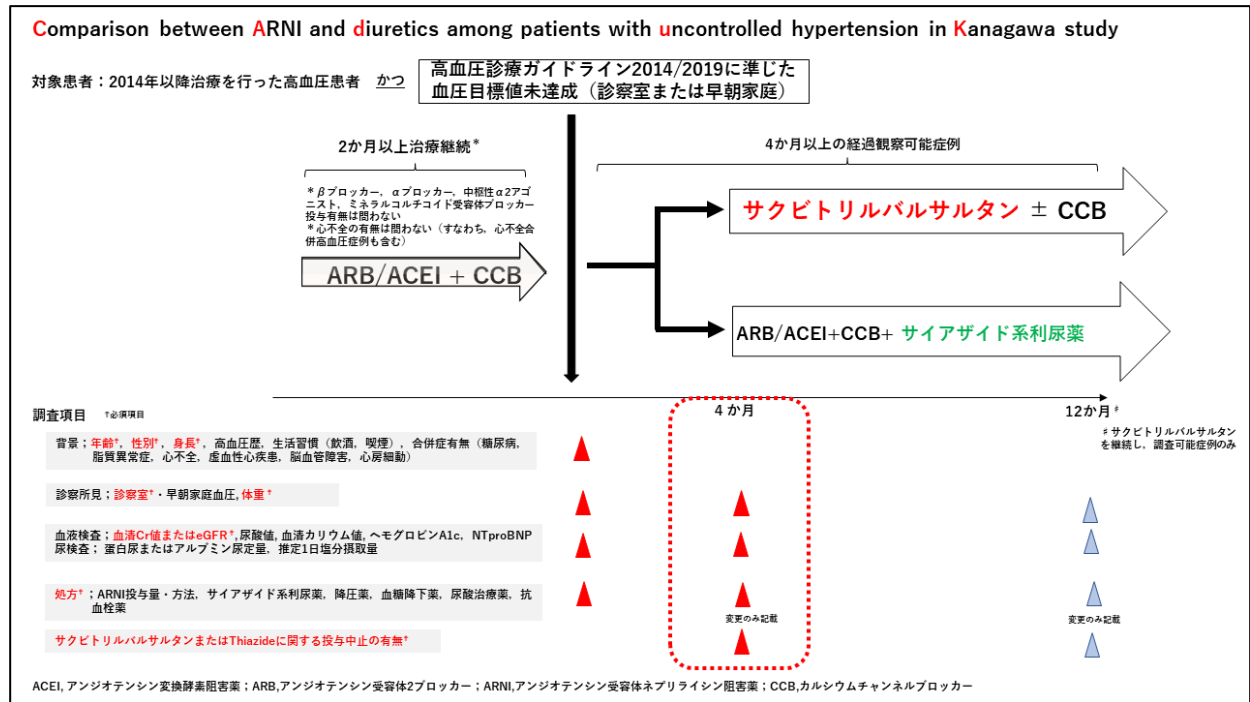 Comparison between ARNI and diuretics among patients with uncontrolled hypertension in Kanagawa study
対象患者：2014年以降治療を行った高血圧患者 かつ
高血圧診療ガイドライン2014/2019に準じた
血圧目標値未達成（診察室または早朝家庭）
2か月以上治療継続*
*βブロッカー，αブロッカー，中枢性α2アゴ
ニスト，ミネラルコルチコイド受容体ブロッカー
投与有無は問わない
*心不全の有無は問わない（すなわち，心不全合
併高血圧症例も含む）
ARB/ACEI + CCB
4か月以上の経過観察可能症例
サクビトリルバルサルタン ± CCB
ARB/ACEI+CCB+ サイアザイド系利尿薬
調査項目 †必須項目
4か月
12か月♯
♯サクビトリルバルサルタン
を継続し，調査可能症例のみ
背景；年齢†，性別†，身長†，高血圧歴，生活習慣（飲酒，喫煙），合併症有無（糖尿病，
脂質異常症，心不全，虚血性心疾患，脳血管障害，心房細動）
診察所見；診察室†・早朝家庭血圧,体重†
血液検査；血清Cr値またはeGFR†,尿酸値,血清カリウム値,ヘモグロビンA1c, NTproBNP
尿検査；蛋白尿またはアルブミン尿定量，推定1日塩分摂取量
処方†；ARNI投与量・方法，サイアザイド系利尿薬，降圧薬，血糖降下薬，尿酸治療薬，抗
血栓薬
変更のみ記載
変更のみ記載
サクビトリルバルサルタンまたはThiazideに関する投与中止の有無†
ACEI,アンジオテンシン変換酵素阻害薬；ARB,アンジオテンシン受容体2ブロッカー；ARNI,アンジオテンシン受容体ネプリライシン阻害薬；CCB,カルシウムチャンネルブロッカー